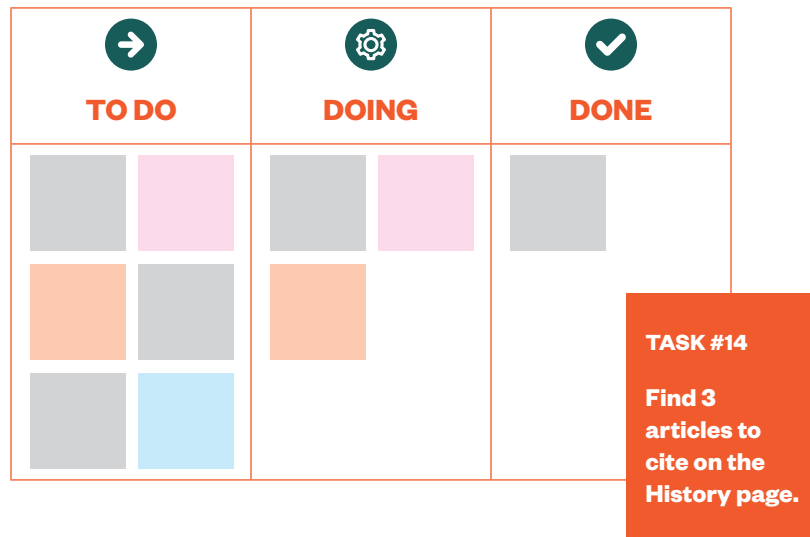 TO DO
DOING
DONE
TASK #14
Find 3
articles to
cite on the
History page.